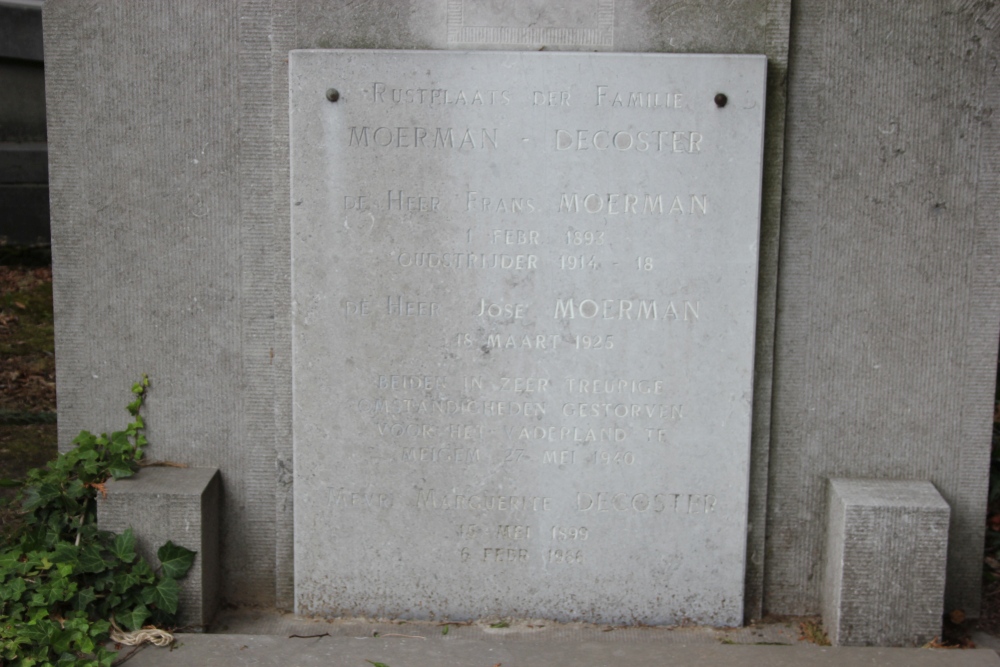 RUSTPLAATS DER FAMILIE
MOERMAN - DECOSTER
DE HEER FRANS MOERMAN
1 FEBR 1893
OUDSTRIJDER 1914 - 18
DE HEER JOSE MOERMAN
18 MAART 1925
BEIDEN IN ZEER TREURIGE
OMSTANDIGHEDEN GESTORVEN
VOOR HET VADERLAND TE
MEIGEM 27 MEI 1940
MARGUERITE DECOSTER
MEI 1899
6 FEBR